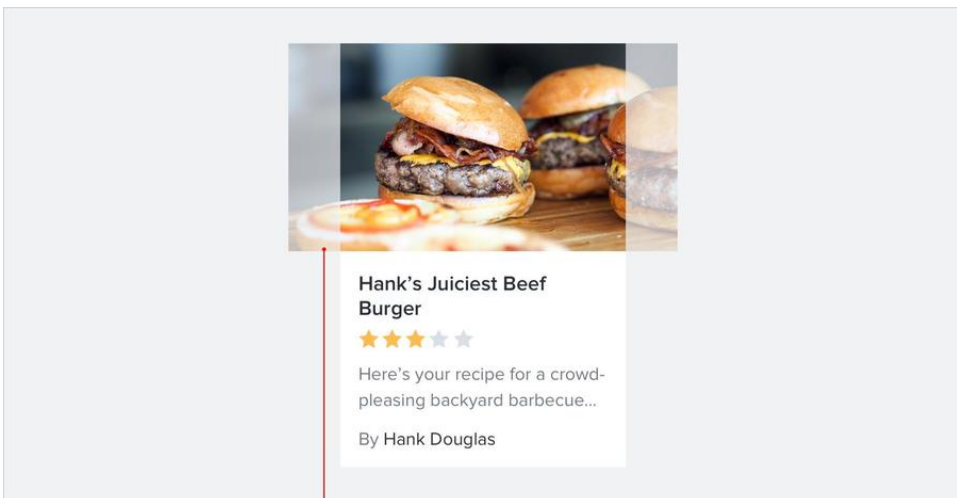 Hank’s Juiciest Beef
Burger
Here’s your recipe for a crowd-
pleasing backyard barbecue...
By Hank Douglas